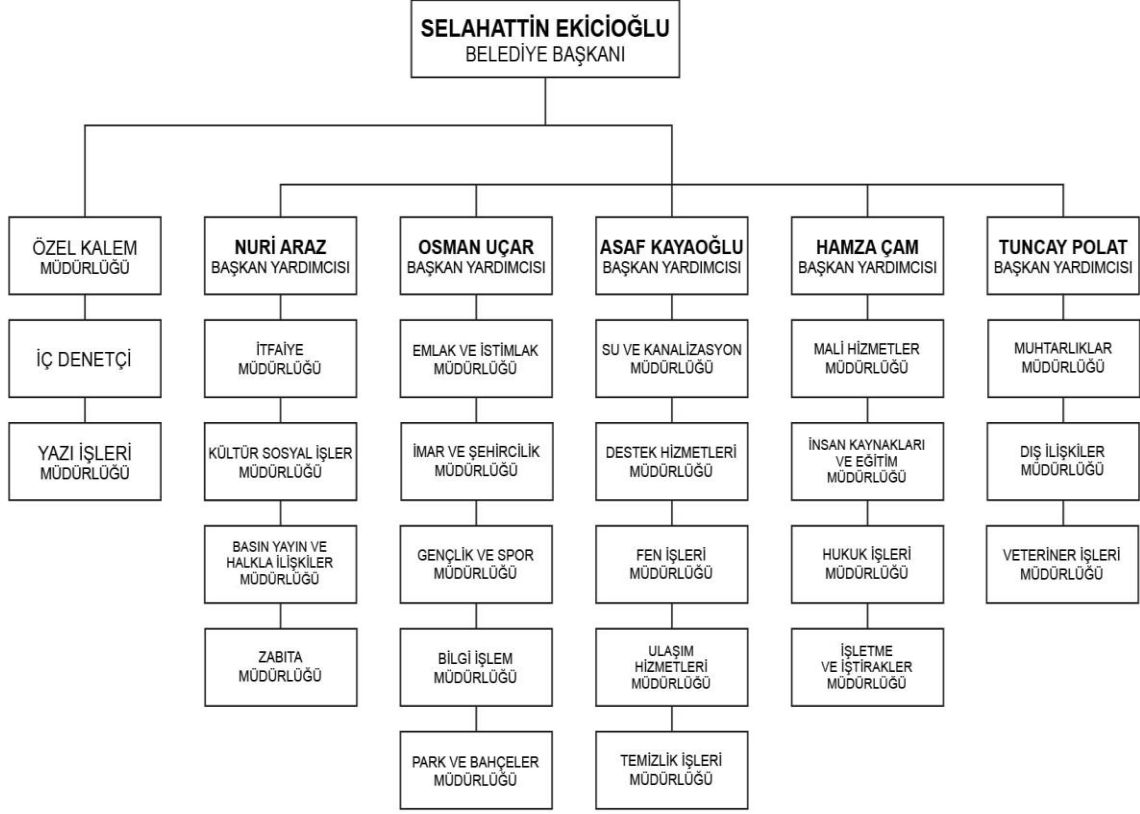 SELAHATTİN EKİCİOĞLU
BELEDİYE BAŞKANI
ÖZEL KALEM
MÜDÜRLÜĞÜ
İÇ DENETÇİ
YAZI İŞLERİ
MÜDÜRLÜĞÜ
NURİ ARAZ
BAŞKAN YARDIMCISI
İTFAİYE
MÜDÜRLÜĞÜ
KÜLTÜR SOSYAL İŞLER
MÜDÜRLÜĞÜ
BASIN YAYIN VE
HALKLA İLİŞKİLER
MÜDÜRLÜĞÜ
ZABITA
MÜDÜRLÜĞÜ
OSMAN UÇAR
BAŞKAN YARDIMCISI
EMLAK VE İSTİMLAK
MÜDÜRLÜĞÜ
İMAR VE ŞEHİRCİLİK
MÜDÜRLÜĞÜ
GENÇLİK VE SPOR
MÜDÜRLÜĞÜ
BİLGİ İŞLEM
MÜDÜRLÜĞÜ
PARK VE BAHÇELER
MÜDÜRLÜĞÜ
ASAF KAYAOĞLU
BAŞKAN YARDIMCISI
SU VE KANALİZASYON
MÜDÜRLÜĞÜ
DESTEK HİZMETLERİ
MÜDÜRLÜĞÜ
FEN İŞLERİ
MÜDÜRLÜĞÜ
ULAŞIM
HİZMETLERİ
MÜDÜRLÜĞÜ
TEMİZLİK İŞLERİ
MÜDÜRLÜĞÜ
HAMZA ÇAM
BAŞKAN YARDIMCISI
MALİ HİZMETLER
MÜDÜRLÜĞÜ
İNSAN KAYNAKLARI
VE EĞİTİM
MÜDÜRLÜĞÜ
HUKUK İŞLERİ
MÜDÜRLÜĞÜ
İŞLETME
VE İŞTİRAKLER
MÜDÜRLÜĞÜ
TUNCAY POLAT
BAŞKAN YARDIMCISI
MUHTARLIKLAR
MÜDÜRLÜĞÜ
DIŞ İLİŞKİLER
MÜDÜRLÜĞÜ
VETERİNER İŞLERİ
MÜDÜRLÜĞÜ